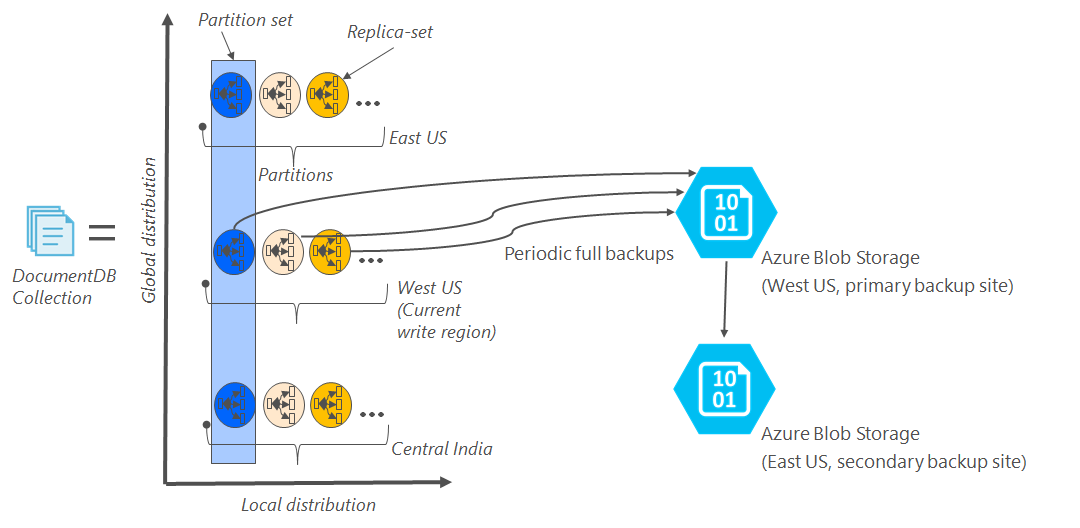 Partition set
Replica-set
East US
Partitions
Global distribution
DocumentDB
Collection
=
West US
(Current
write region)
Periodic full backups
10
01
Azure Blob Storage
(West US, primary backup site)
10
01
Azure Blob Storage
(East US, secondary backup site)
Central India
Local distribution